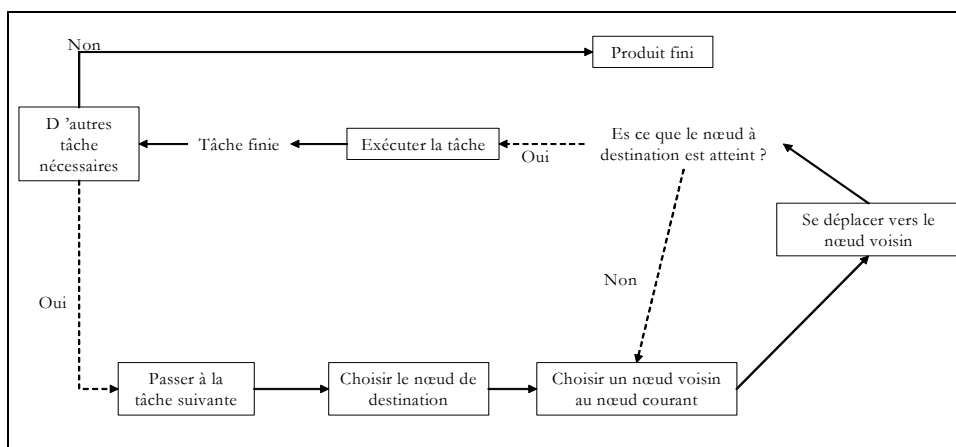 Non
Produit fini
D ’autres
tâche
nécessaires
Tâche finie
Exécuter la tâche
Oui
Es ce que le nœud à
destination est atteint ?
Se déplacer vers le
nœud voisin
Non
Oui
Passer à la
tâche suivante
Choisir le nœud de
destination
Choisir un nœud voisin
au nœud courant